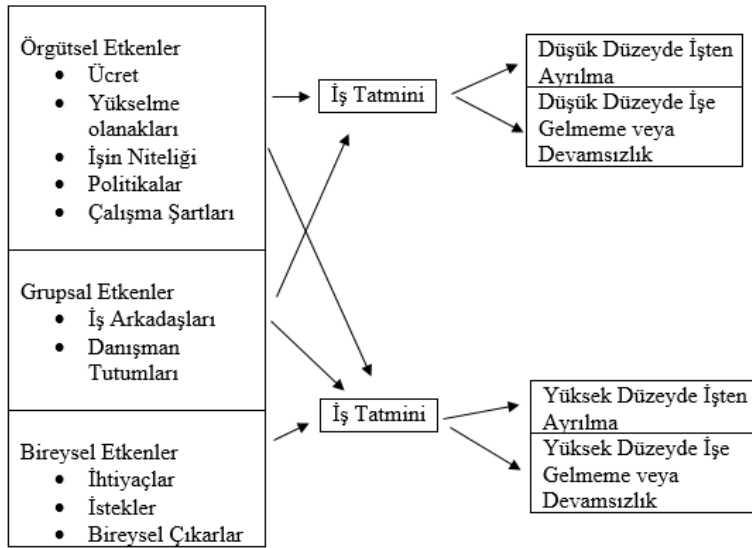 Örgütsel Etkenler
• Ücret
• Yükselme
olanakları
• İşin Niteliği
• Politikalar
• Çalışma Şartları
Grupsal Etkenler
• İş Arkadaşları
• Danışman
Tutumları
Bireysel Etkenler
• İhtiyaçlar
• İstekler
• Bireysel Çıkarlar
İş Tatmini
İş Tatmini
Düşük Düzeyde İşten
Ayrılma
Düşük Düzeyde İşe
Gelmeme veya
Devamsızlık
Yüksek Düzeyde İşten
Ayrılma
Yüksek Düzeyde İşe
Gelmeme veya
Devamsızlık